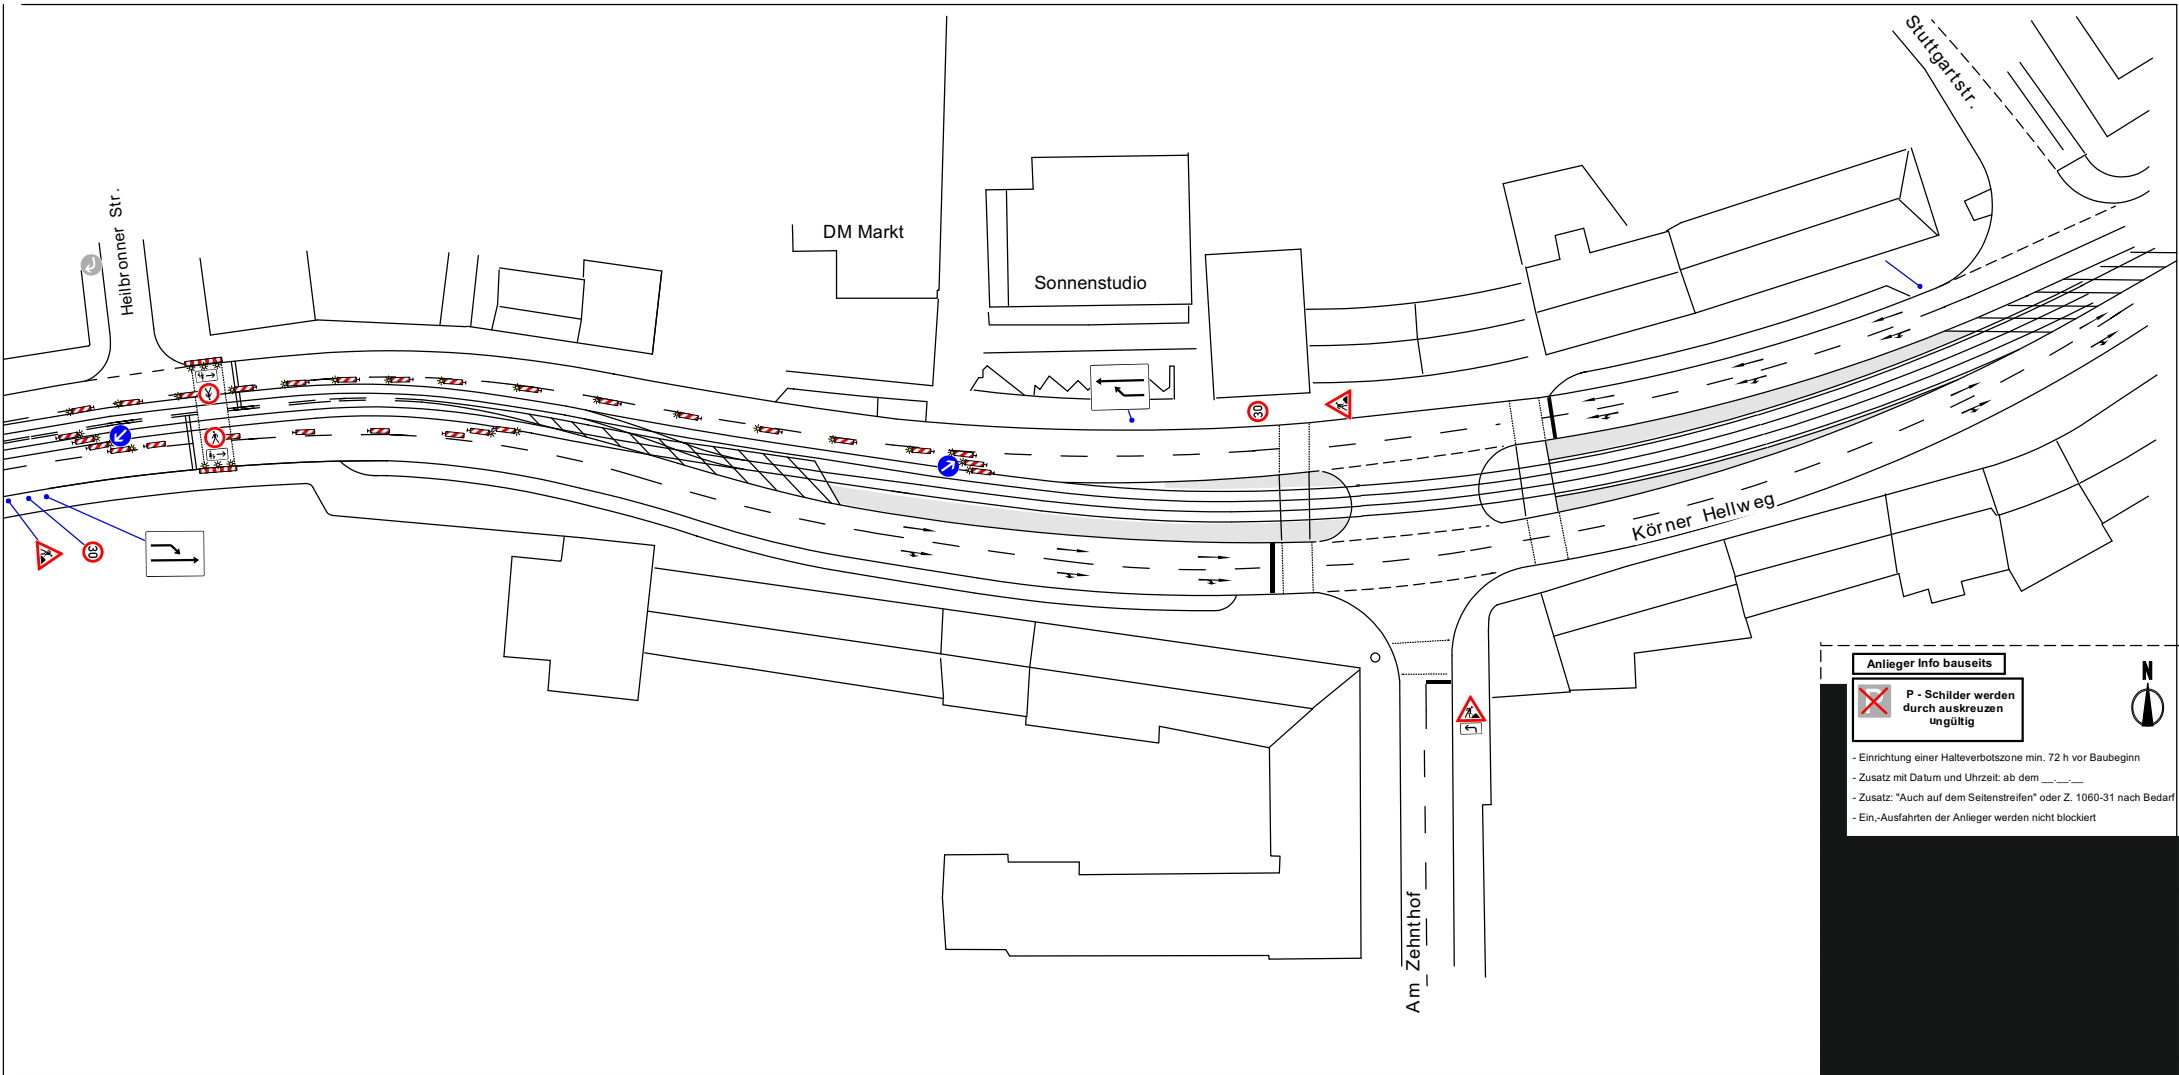 Stuttgartstr.
Heilbronner Str.
DM Markt
Sonnenstudio
30
30
Körner Hellweg
Am Zehnthof
Anlieger Info bauseits
N
P
P - Schilder werden
durch auskreuzen
ungültig
- Einrichtung einer Halteverbotszone min. 72 h vor Baubeginn
- Zusatz mit Datum und Uhrzeit: ab dem __.__.__
- Zusatz: "Auch auf dem Seitenstreifen" oder Z. 1060-31 nach Bedarf
- Ein,-Ausfahrten der Anlieger werden nicht blockiert